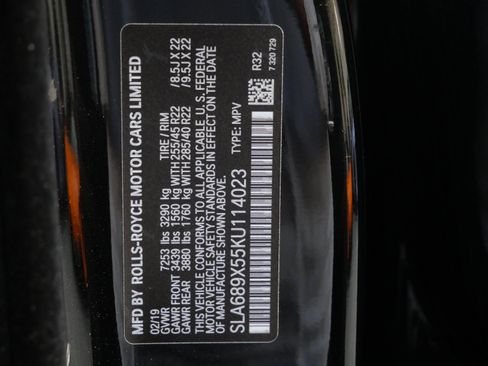 MFD BY ROLLS-ROYCE MOTOR CARS LIMITED
02/19 TIRE / RIM
GVWR 7253 lbs 3290 kg
GAWR FRONT 3439 lbs 1560 kg WITH 255/45 R22 /8.5J X 22
GAWR REAR 3880 lbs 1760 kg WITH 285/40 R22 /9.5J X 22
THIS VEHICLE CONFORMS TO ALL APPLICABLE U.S. FEDERAL
MOTOR VEHICLE SAFETY STANDARDS IN EFFECT ON THE DATE
OF MANUFACTURE SHOWN ABOVE.
SLA689X55KU114023 TYPE: MPV
R32
7 320 729